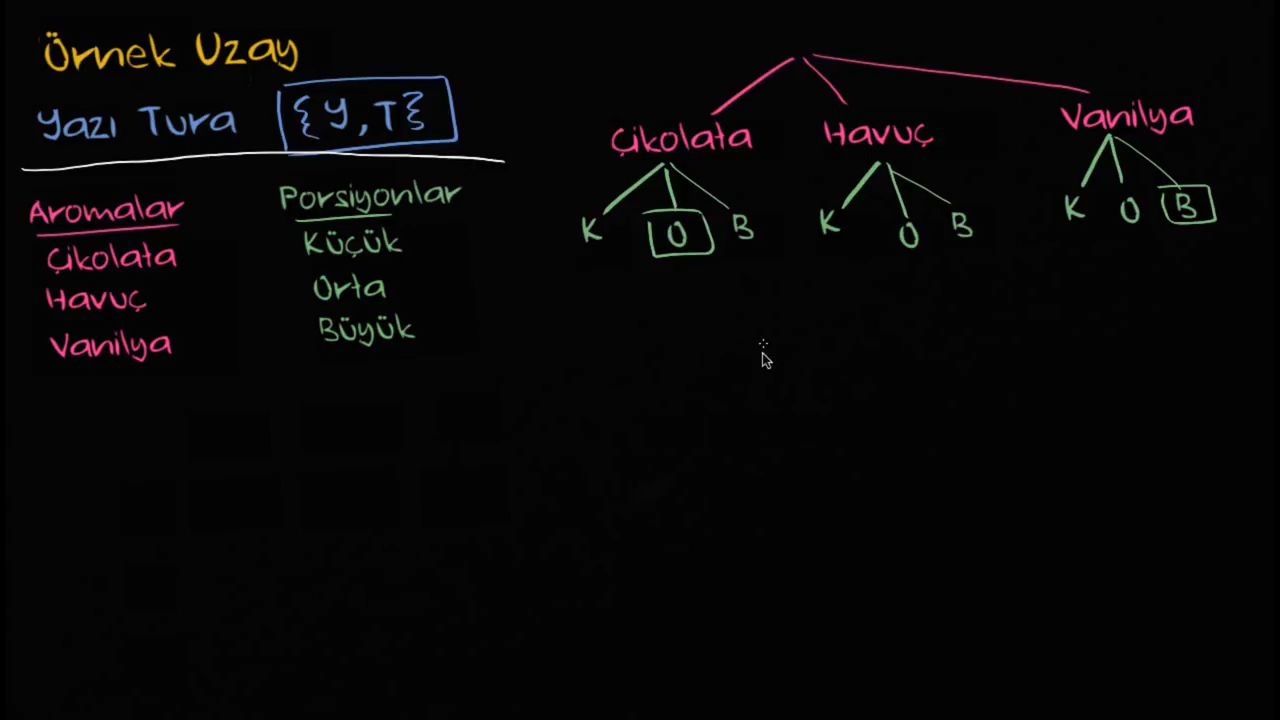 Örnek Uzay
Yazı Tura {Y, T}
Aromalar
Çikolata
Havuç
Vanilya
Porsiyonlar
Küçük
Orta
Büyük
Çikolata Havuç Vanilya
K O B K O B K O B